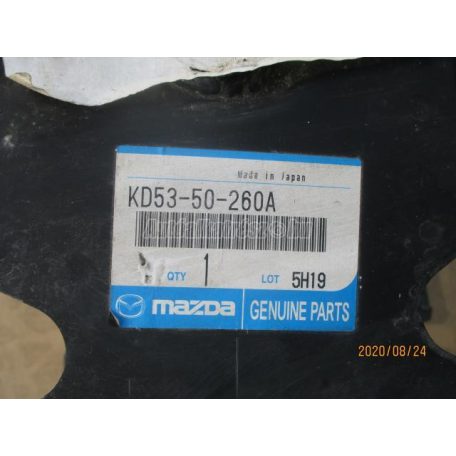 Made in Japan
KD53-50-260A
QTY 1 LOT 5H19
mazda GENUINE PARTS
2020/08/24